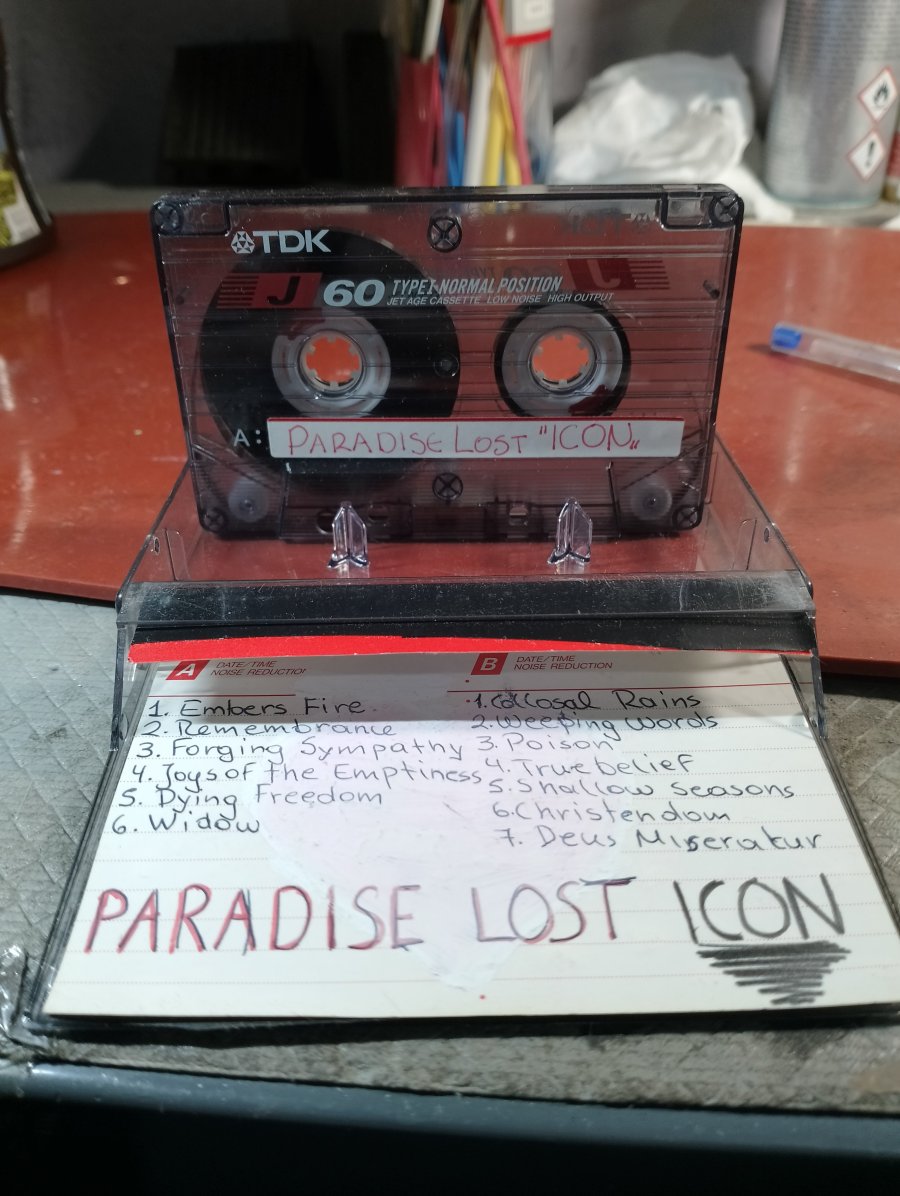 TDK
J 60 TYPE I·NORMAL POSITION
JET AGE CASSETTE LOW NOISE HIGH OUTPUT
A: PARADISE LOST "ICON"
A DATE/TIME
NOISE REDUCTION
1. Embers Fire
2. Remembrance
3. Forging Sympathy
4. Joys of the Emptiness
5. Dying Freedom
6. Widow
B DATE/TIME
NOISE REDUCTION
1. Collosal Rains
2. Weeping words
3. Poison
4. True belief
5. Shallow seasons
6. Christendom
7. Deus Miseratur
PARADISE LOST ICON